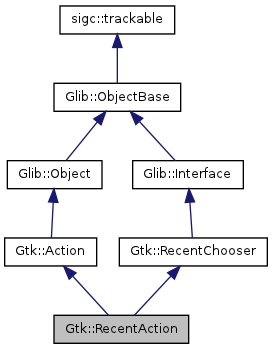 sigc::trackable
Glib::ObjectBase
Glib::Object
Glib::Interface
Gtk::Action
Gtk::RecentChooser
Gtk::RecentAction